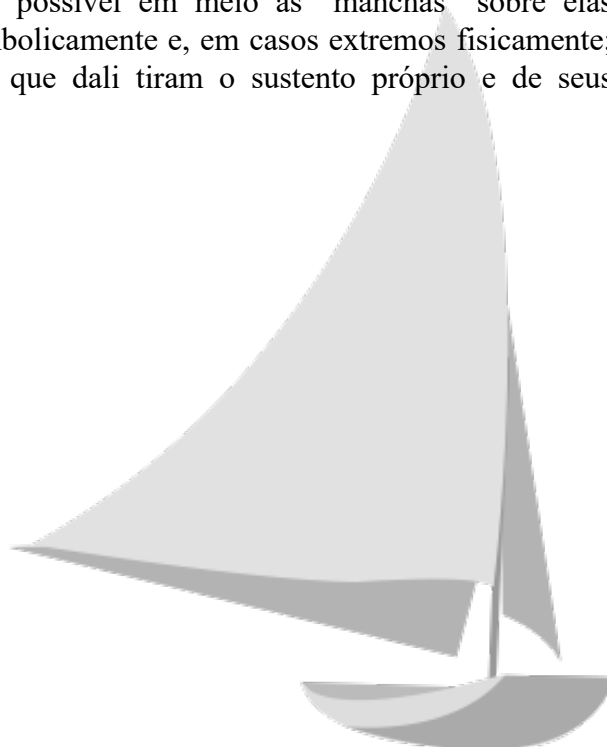 possível em meio às "manchas" sobre elas
bolicamente e, em casos extremos fisicamente;
que dali tiram o sustento próprio e de seus